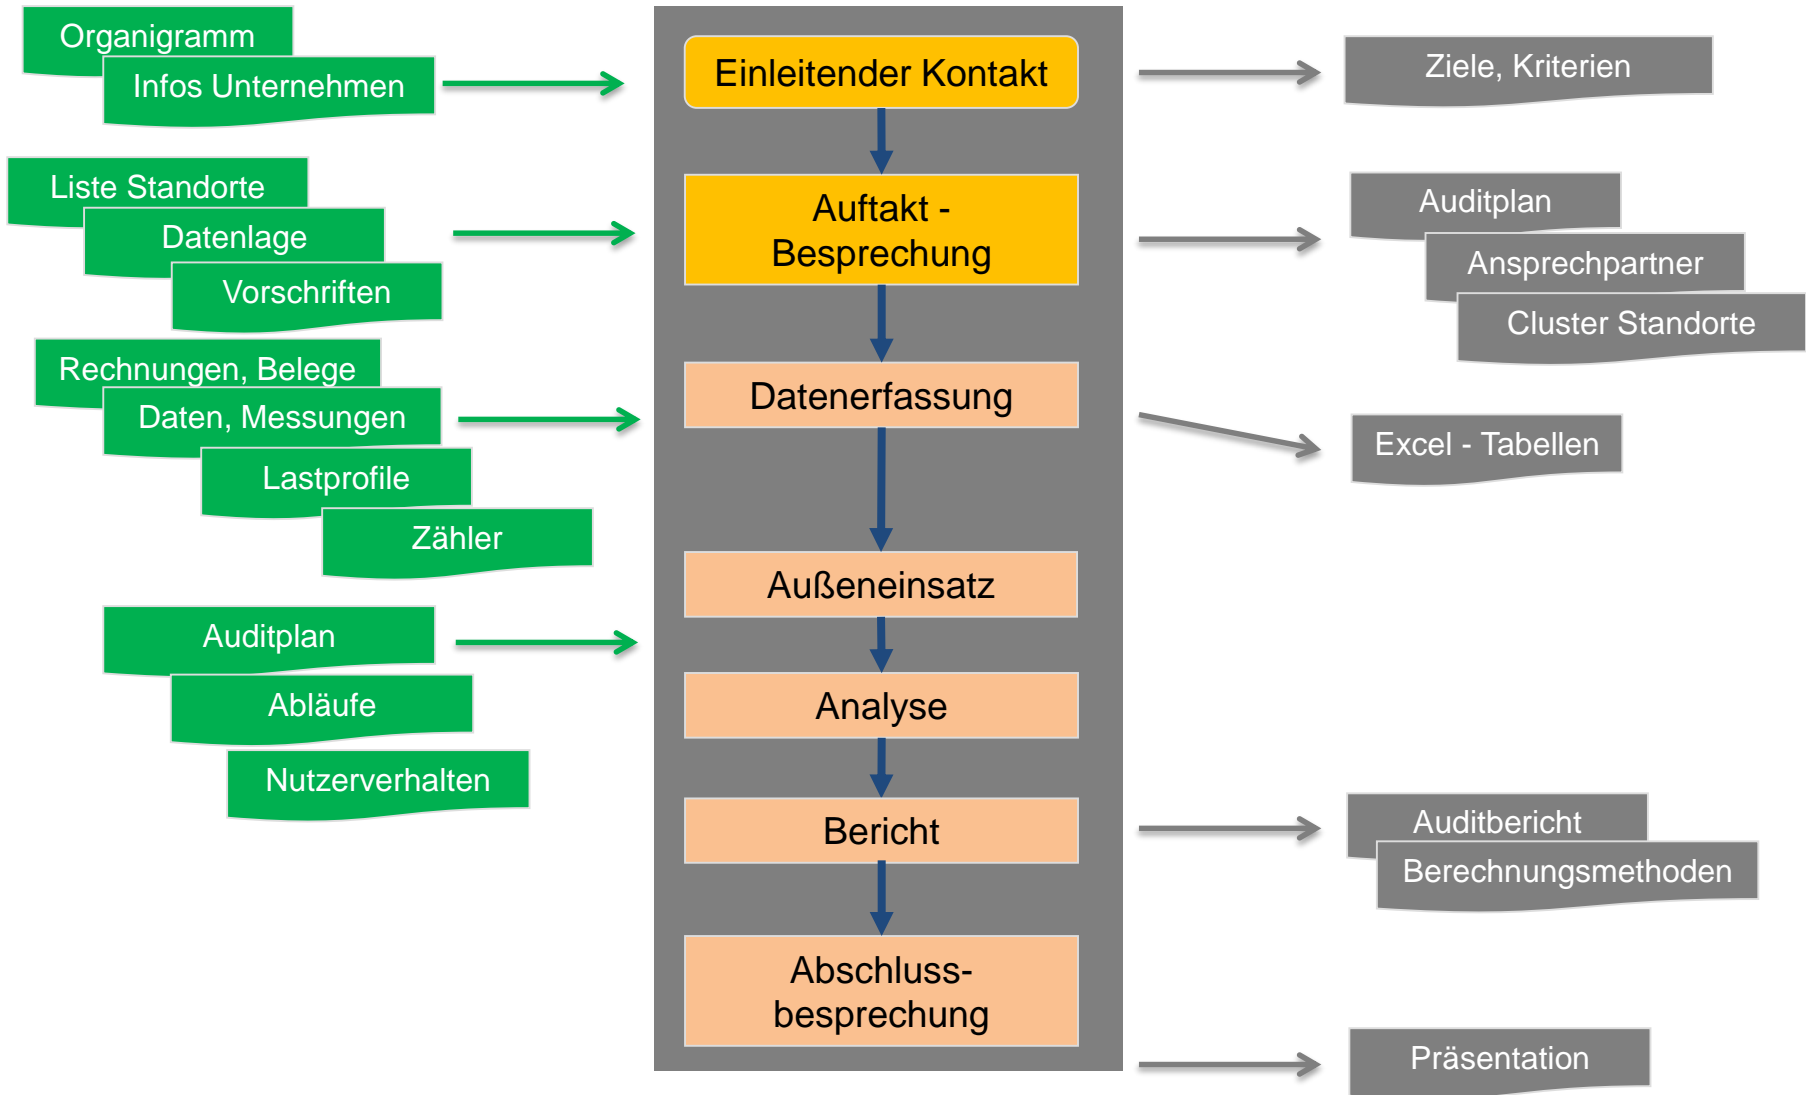 Organigramm
Infos Unternehmen
Einleitender Kontakt
Ziele, Kriterien
Liste Standorte
Datenlage
Vorschriften
Auftakt -
Besprechung
Auditplan
Ansprechpartner
Cluster Standorte
Rechnungen, Belege
Daten, Messungen
Lastprofile
Zähler
Datenerfassung
Excel - Tabellen
Außeneinsatz
Auditplan
Abläufe
Nutzerverhalten
Analyse
Bericht
Auditbericht
Berechnungsmethoden
Abschluss-
besprechung
Präsentation